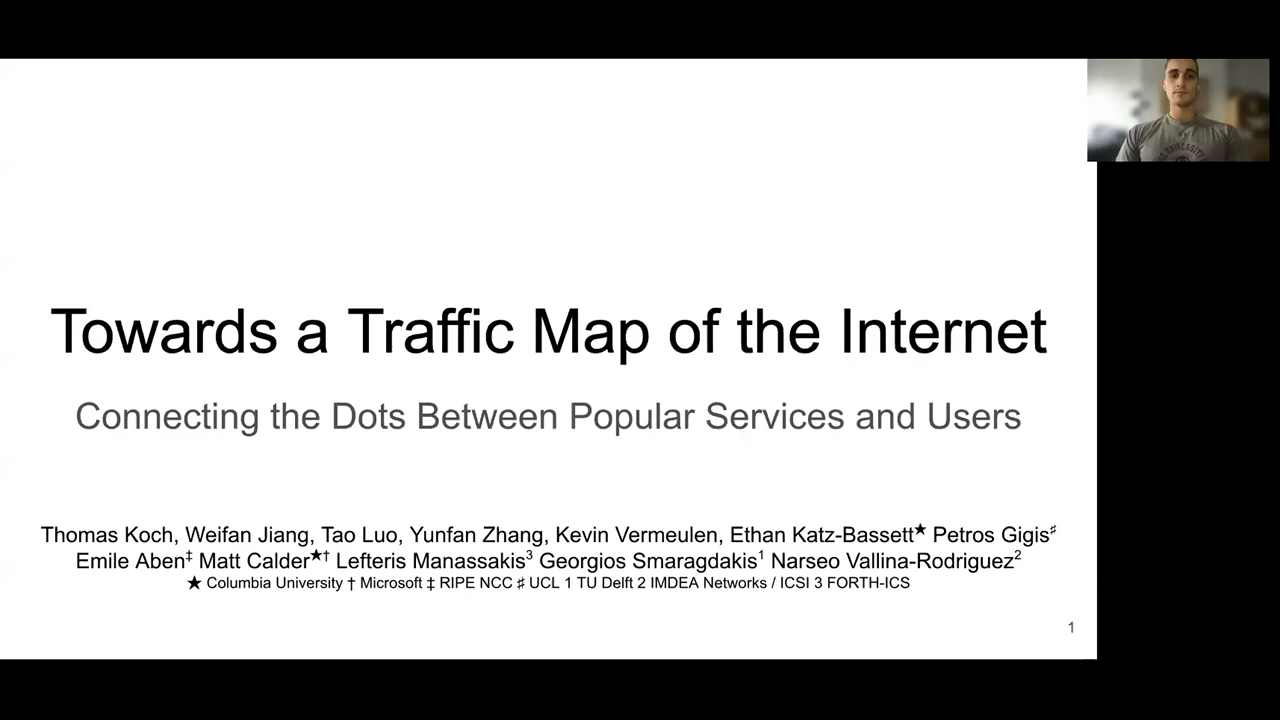 Towards a Traffic Map of the Internet
Connecting the Dots Between Popular Services and Users
Thomas Koch, Weifan Jiang, Tao Luo, Yunfan Zhang, Kevin Vermeulen, Ethan Katz-Bassett★ Petros Gigis♯
Emile Aben‡ Matt Calder★† Lefteris Manassakis3 Georgios Smaragdakis1 Narseo Vallina-Rodriguez2
★ Columbia University † Microsoft ‡ RIPE NCC ♯ UCL 1 TU Delft 2 IMDEA Networks / ICSI 3 FORTH-ICS
1